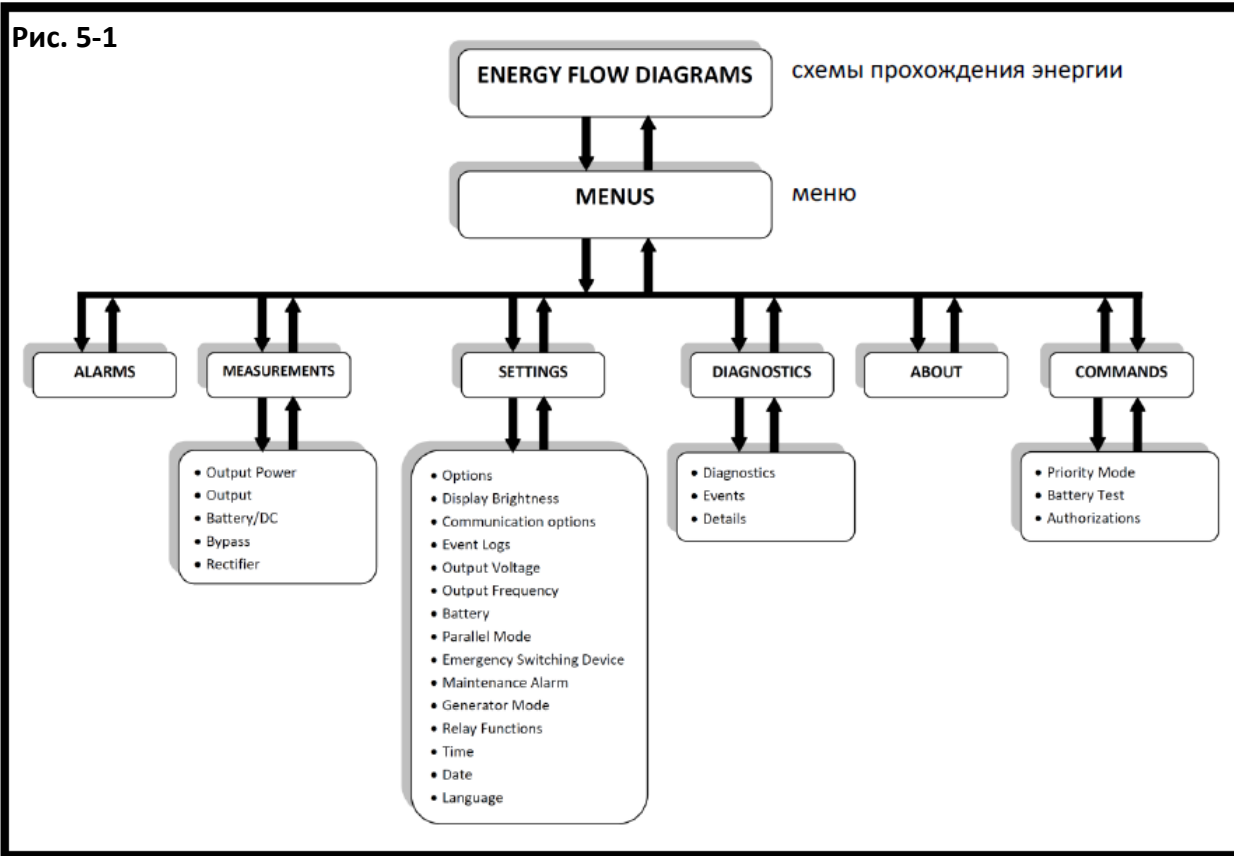 Рис. 5-1
ENERGY FLOW DIAGRAMS
схемы прохождения энергии
MENUS
меню
ALARMS
MEASUREMENTS
SETTINGS
DIAGNOSTICS
ABOUT
COMMANDS
• Output Power
• Output
• Battery/DC
• Bypass
• Rectifier
• Options
• Display Brightness
• Communication options
• Event Logs
• Output Voltage
• Output Frequency
• Battery
• Parallel Mode
• Emergency Switching Device
• Maintenance Alarm
• Generator Mode
• Relay Functions
• Time
• Date
• Language
• Diagnostics
• Events
• Details
• Priority Mode
• Battery Test
• Authorizations